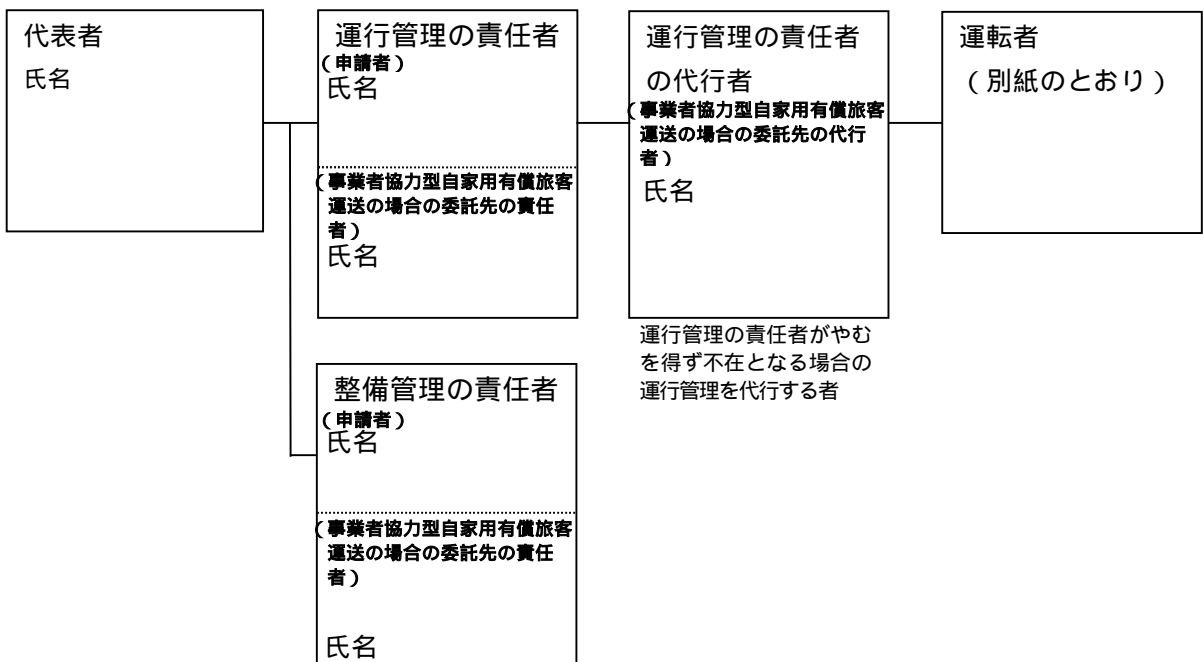 代表者
氏名
運行管理の責任者
（申請者）
氏名
（事業者協力型自家用有償旅客
運送の場合の委託先の責任
者）
氏名
運行管理の責任者
の代行者
（事業者協力型自家用有償旅客
運送の場合の委託先の代行
者）
氏名
運行管理の責任者がやむ
を得ず不在となる場合の
運行管理を代行する者
運転者
（別紙のとおり）
整備管理の責任者
（申請者）
氏名
（事業者協力型自家用有償旅客
運送の場合の委託先の責任
者）
氏名